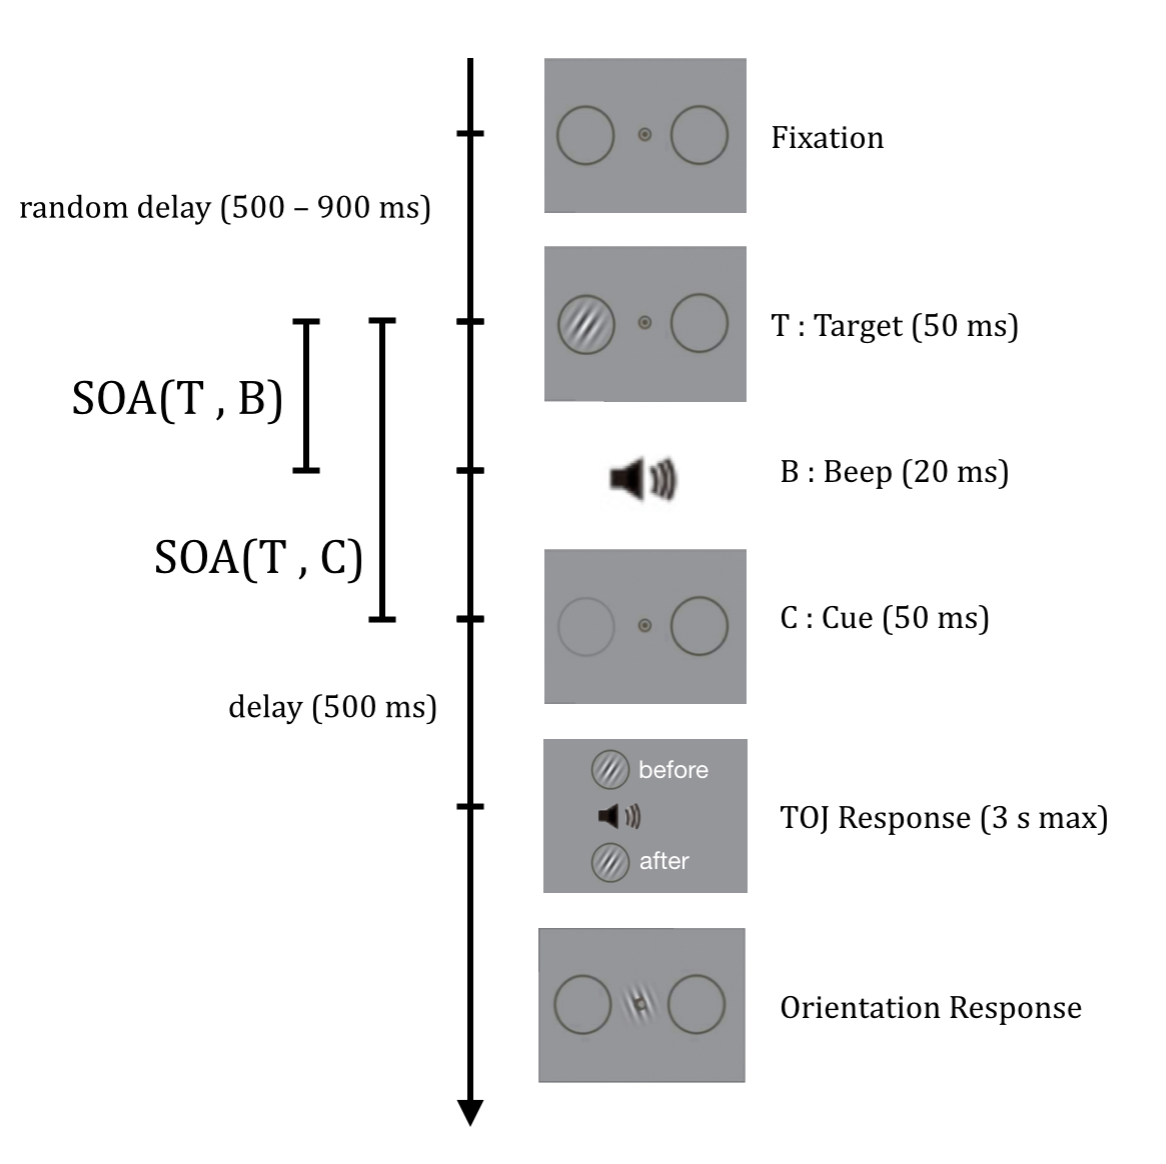 Fixation
random delay (500 – 900 ms)
T : Target (50 ms)
SOA(T , B)
B : Beep (20 ms)
SOA(T , C)
C : Cue (50 ms)
delay (500 ms)
before
TOJ Response (3 s max)
after
Orientation Response